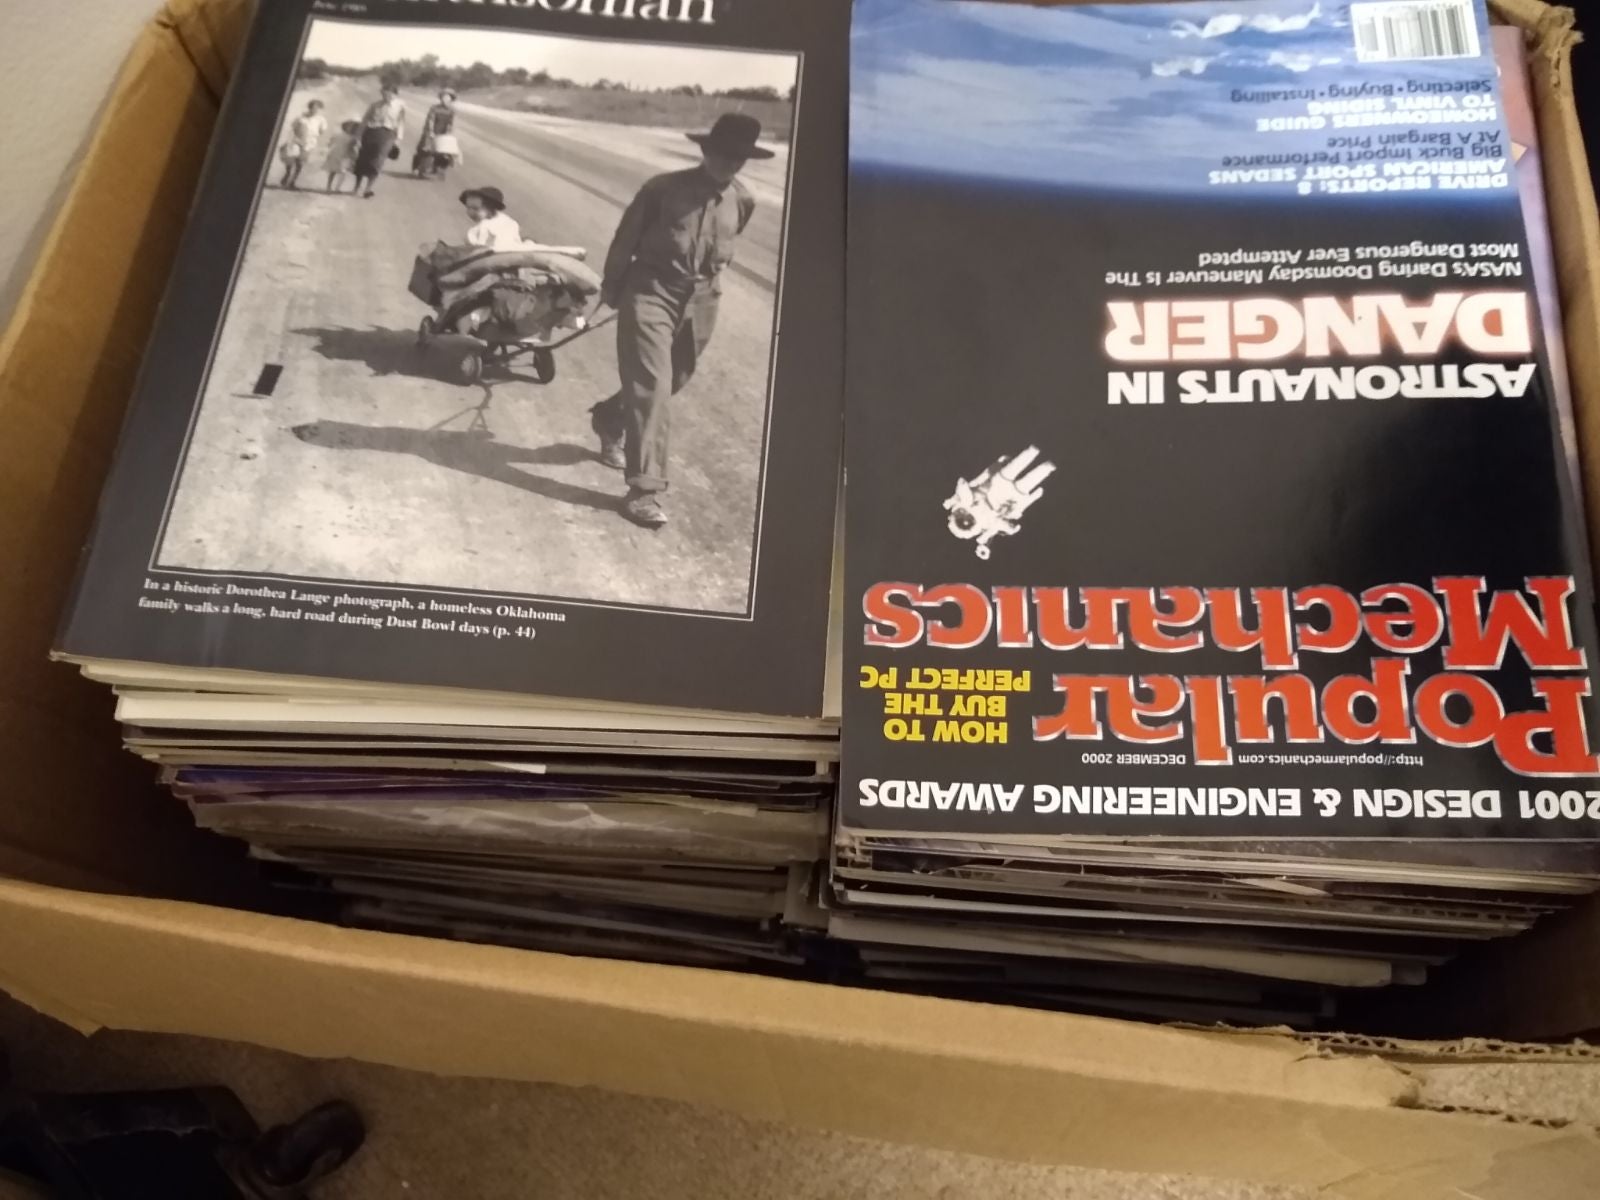 In a historic Dorothea Lange photograph, a homeless Oklahoma
family walks a long, hard road during Dust Bowl days (p. 44)
2001 DESIGN & ENGINEERING AWARDS
http://popularmechanics.com DECEMBER 2000
Popular
Mechanics
HOW TO
BUY THE
PERFECT PC
ASTRONAUTS IN
DANGER
NASA's Daring Doomsday Maneuver Is The
Most Dangerous Ever Attempted
DRIVE REPORTS: 8
AMERICAN SPORT SEDANS
Big Buck Import Performance
At A Bargain Price
HOMEOWNERS GUIDE
TO VINYL SIDING
Selecting • Buying • Installing